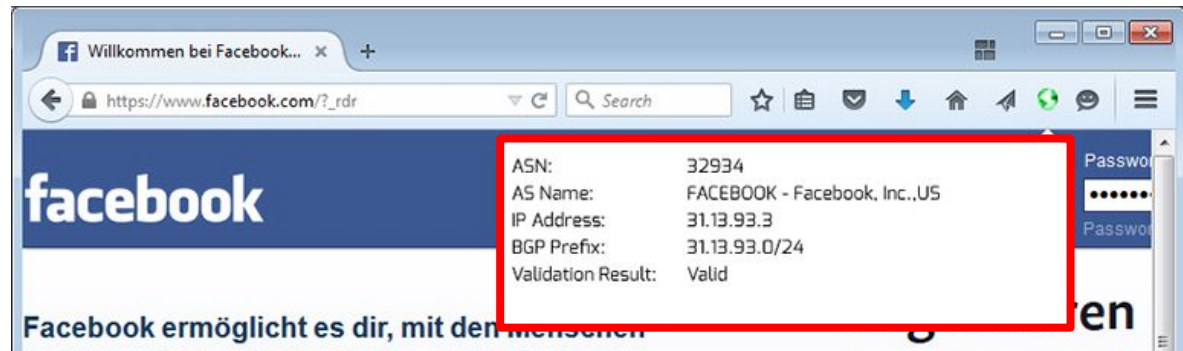 Willkommen bei Facebook...
https://www.facebook.com/?_rdr
Search
facebook
ASN: 32934
AS Name: FACEBOOK - Facebook, Inc.,US
IP Address: 31.13.93.3
BGP Prefix: 31.13.93.0/24
Validation Result: Valid
Facebook ermöglicht es dir, mit den Menschen